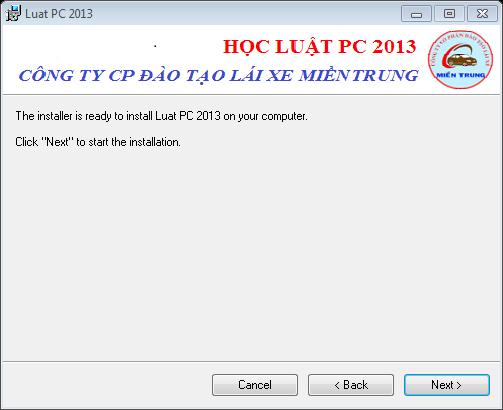 Luat PC 2013
HỌC LUẬT PC 2013
CÔNG TY CP ĐÀO TẠO LÁI XE MIỀN TRUNG
MIỀN TRUNG
The installer is ready to install Luat PC 2013 on your computer.
Click "Next" to start the installation.
Cancel
< Back
Next >